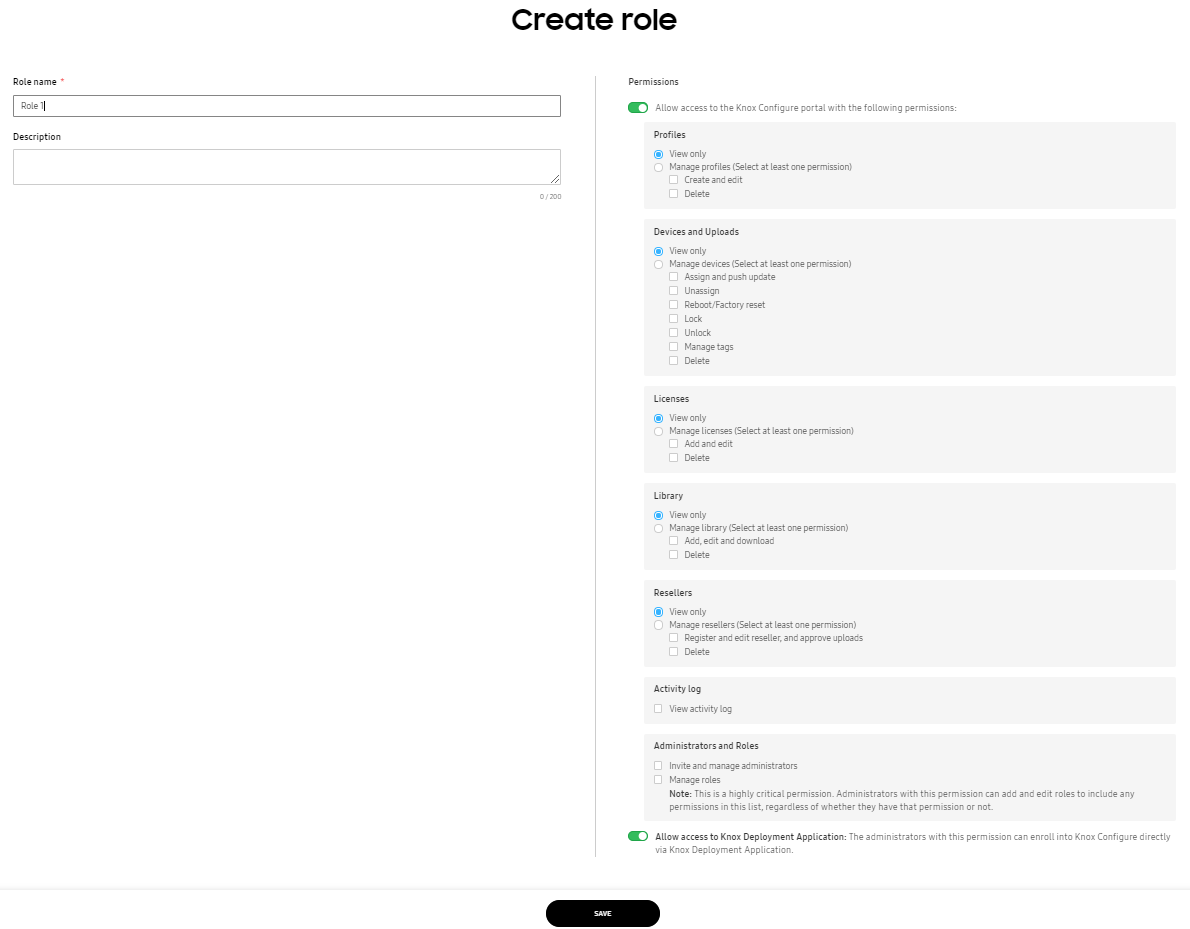 Create role
Role name *
Role 1
Description
0 / 200
Permissions
Allow access to the Knox Configure portal with the following permissions:
Profiles
View only
Manage profiles (Select at least one permission)
Create and edit
Delete
Devices and Uploads
View only
Manage devices (Select at least one permission)
Assign and push update
Unassign
Reboot/Factory reset
Lock
Unlock
Manage tags
Delete
Licenses
View only
Manage licenses (Select at least one permission)
Add and edit
Delete
Library
View only
Manage library (Select at least one permission)
Add, edit and download
Delete
Resellers
View only
Manage resellers (Select at least one permission)
Register and edit reseller, and approve uploads
Delete
Activity log
View activity log
Administrators and Roles
Invite and manage administrators
Manage roles
Note: This is a highly critical permission. Administrators with this permission can add and edit roles to include any
permissions in this list, regardless of whether they have that permission or not.
Allow access to Knox Deployment Application: The administrators with this permission can enroll into Knox Configure directly
via Knox Deployment Application.
SAVE